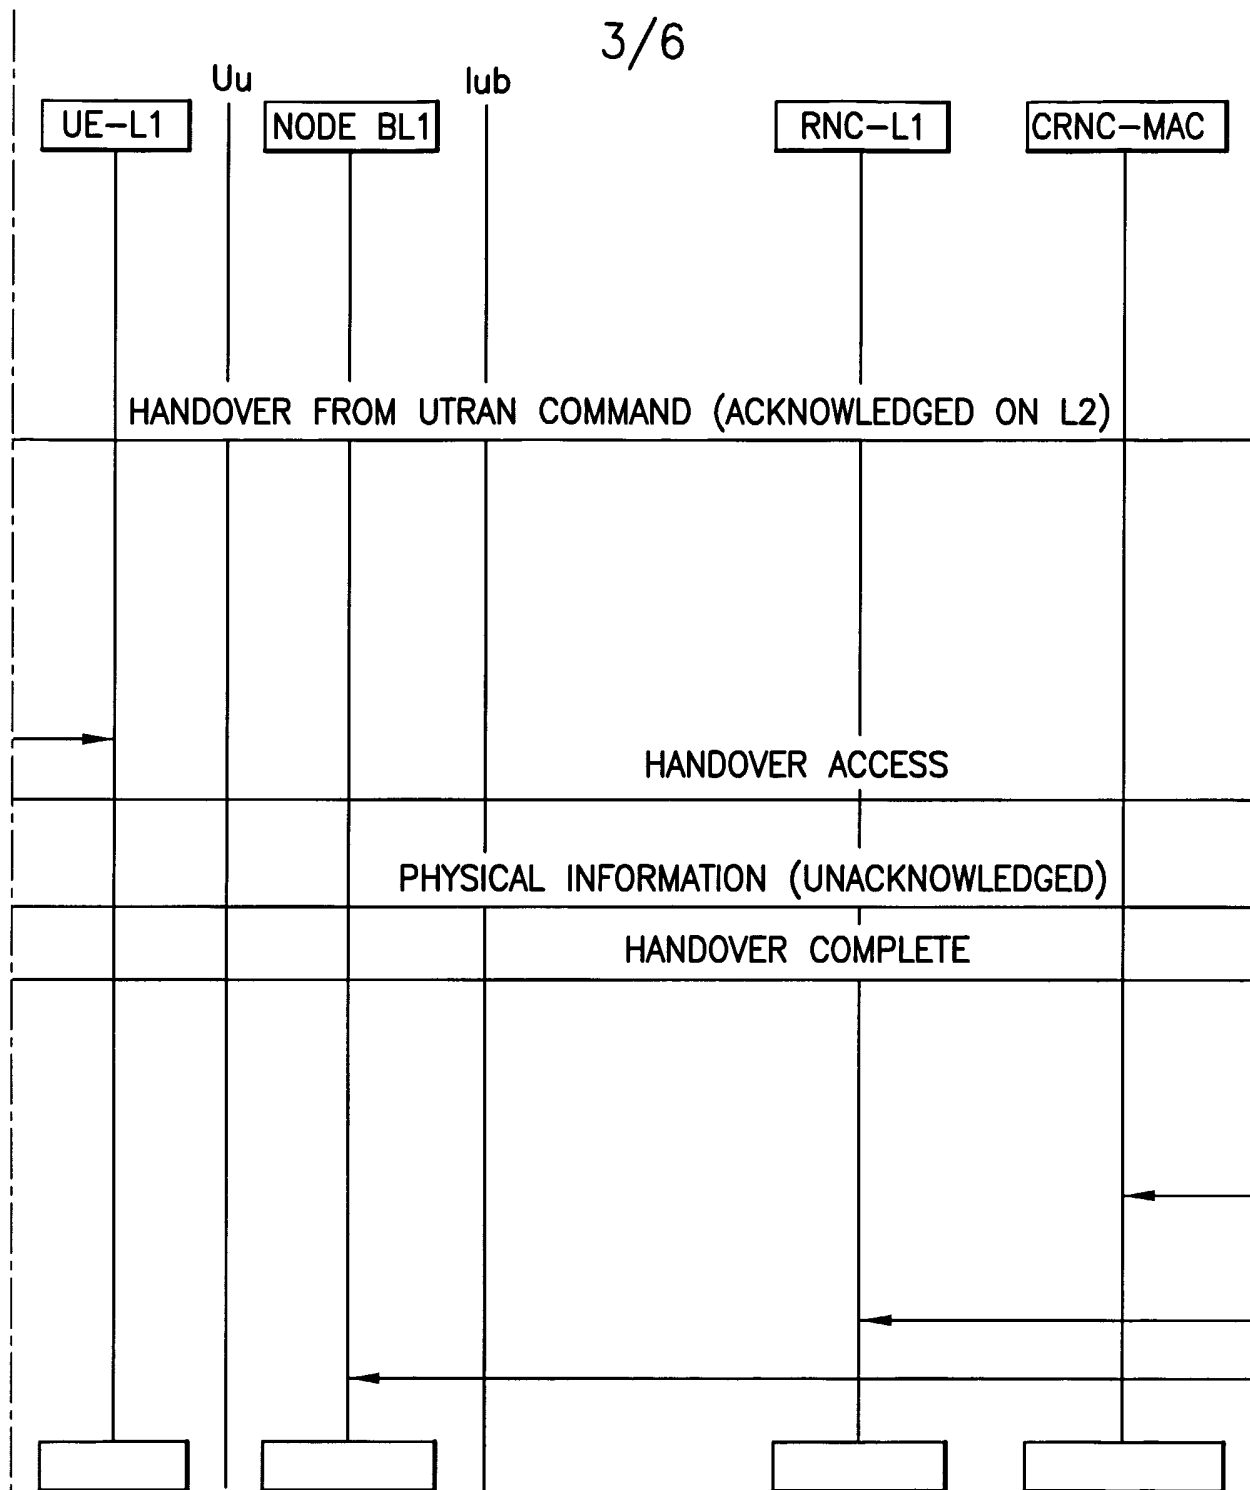 3/6
Uu
Iub
UE-L1
NODE BL1
RNC-L1
CRNC-MAC
HANDOVER FROM UTRAN COMMAND (ACKNOWLEDGED ON L2)
HANDOVER ACCESS
PHYSICAL INFORMATION (UNACKNOWLEDGED)
HANDOVER COMPLETE